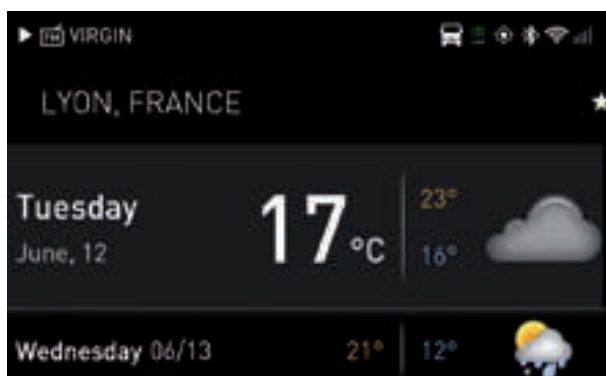 VIRGIN
LYON, FRANCE
Tuesday
June, 12
17°C
23°
16°
Wednesday 06/13 21° 12°